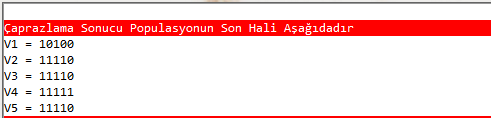 Çaprazlama Sonucu Populasyonun Son Hali Aşağıdadır
V1 = 10100
V2 = 11110
V3 = 11110
V4 = 11111
V5 = 11110